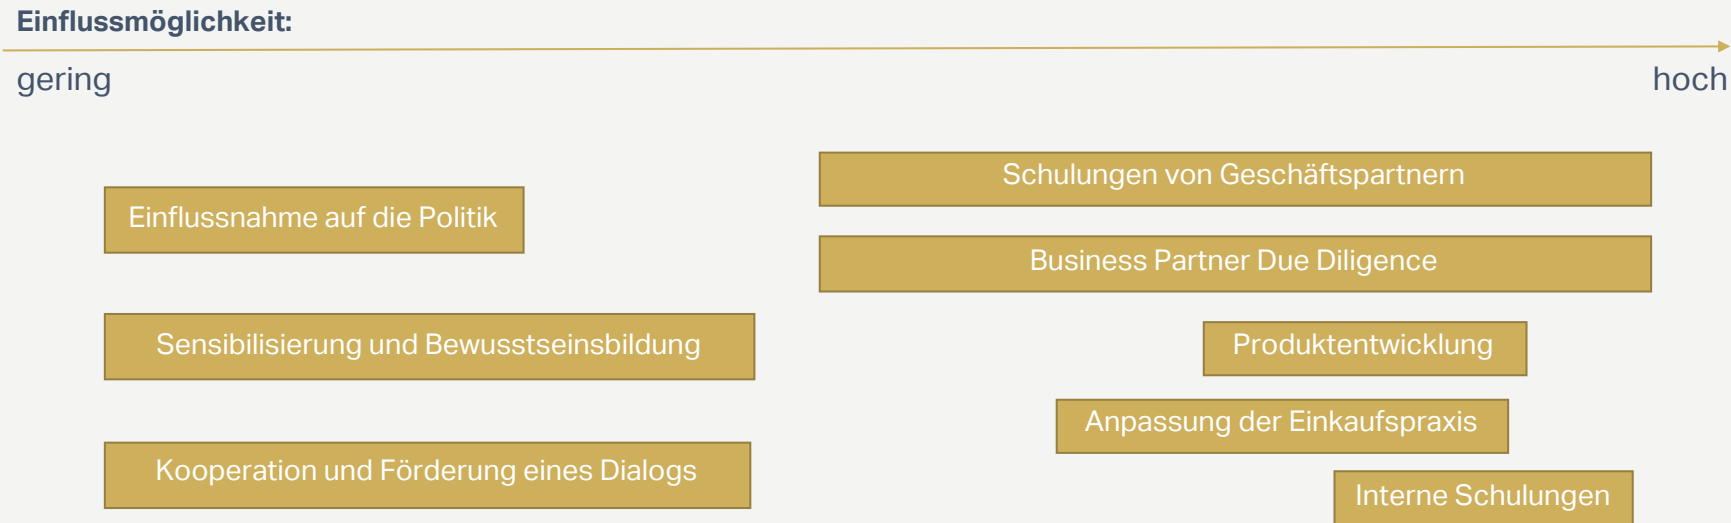 Einflussmöglichkeit:
gering
hoch
Einflussnahme auf die Politik
Sensibilisierung und Bewusstseinsbildung
Kooperation und Förderung eines Dialogs
Schulungen von Geschäftspartnern
Business Partner Due Diligence
Produktentwicklung
Anpassung der Einkaufspraxis
Interne Schulungen